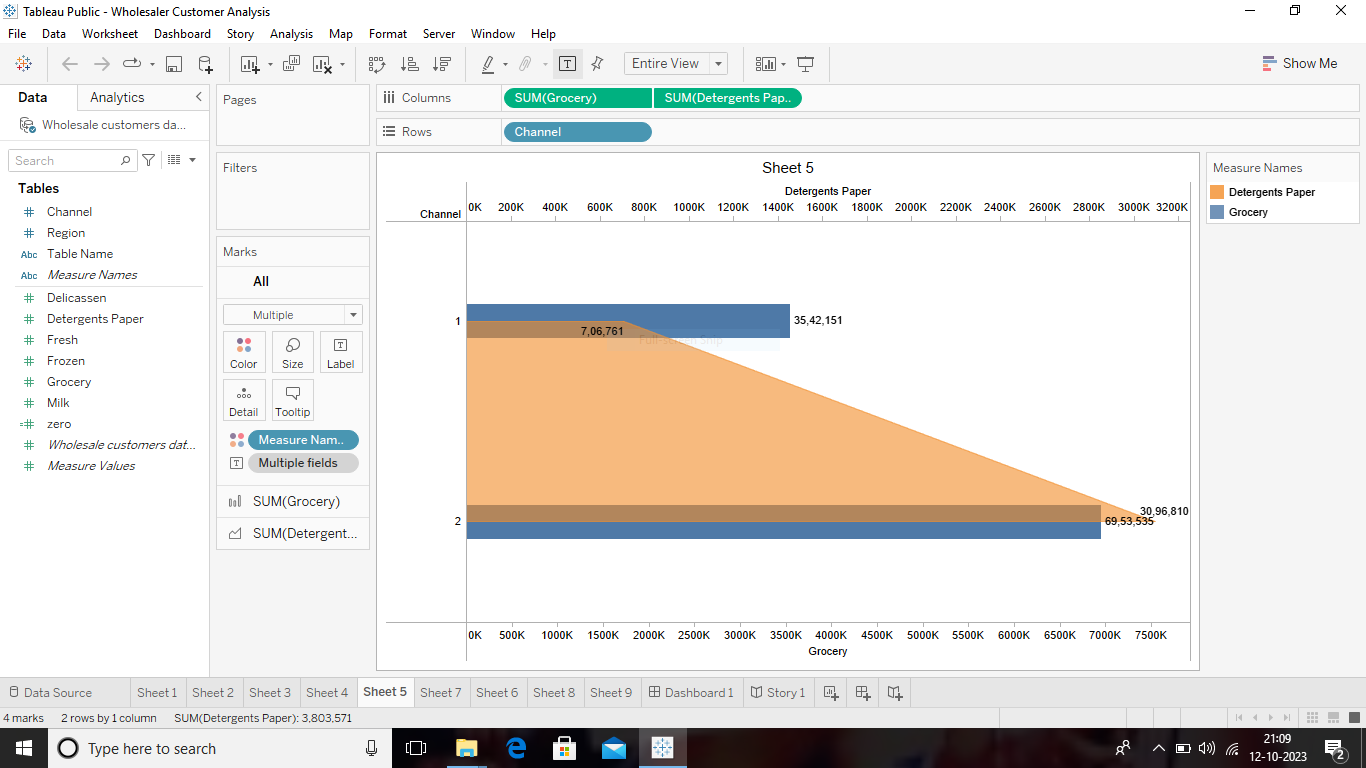 Tableau Public - Wholesaler Customer Analysis
File Data Worksheet Dashboard Story Analysis Map Format Server Window Help
Entire View
Show Me
Data Analytics
Wholesale customers da...
Search
Tables
Channel
Region
Abc Table Name
Abc Measure Names
Delicassen
Detergents Paper
Fresh
Frozen
Grocery
Milk
zero
Wholesale customers dat...
Measure Values
Pages
Filters
Marks
All
Multiple
Color Size Label
Detail Tooltip
Measure Nam..
Multiple fields
SUM(Grocery)
SUM(Detergent...
Columns SUM(Grocery) SUM(Detergents Pap..
Rows Channel
Sheet 5
Detergents Paper
Channel 0K 200K 400K 600K 800K 1000K 1200K 1400K 1600K 1800K 2000K 2200K 2400K 2600K 2800K 3000K 3200K
1 35,42,151
7,06,761
Full-screen Snip
30,96,810
2 69,53,535
0K 500K 1000K 1500K 2000K 2500K 3000K 3500K 4000K 4500K 5000K 5500K 6000K 6500K 7000K 7500K
Grocery
Measure Names
Detergents Paper
Grocery
Data Source Sheet 1 Sheet 2 Sheet 3 Sheet 4 Sheet 5 Sheet 7 Sheet 6 Sheet 8 Sheet 9 Dashboard 1 Story 1
4 marks 2 rows by 1 column SUM(Detergents Paper): 3,803,571
Type here to search
21:09
12-10-2023
2